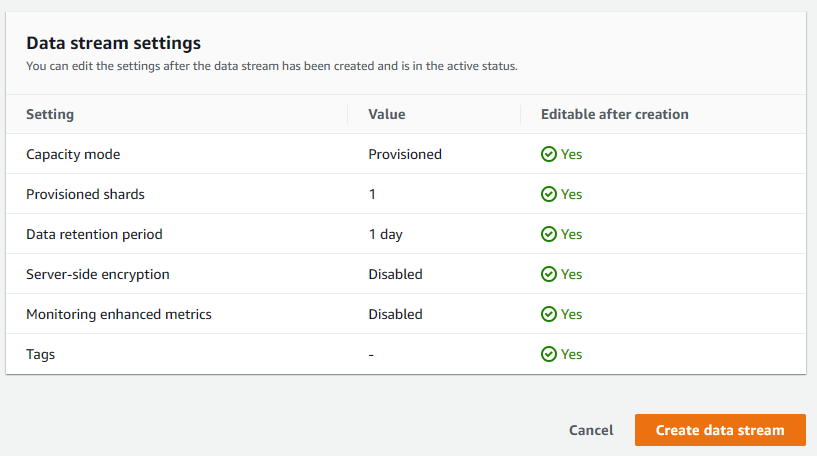 Data stream settings
You can edit the settings after the data stream has been created and is in the active status.
Setting Value Editable after creation
Capacity mode Provisioned Yes
Provisioned shards 1 Yes
Data retention period 1 day Yes
Server-side encryption Disabled Yes
Monitoring enhanced metrics Disabled Yes
Tags - Yes
Cancel Create data stream